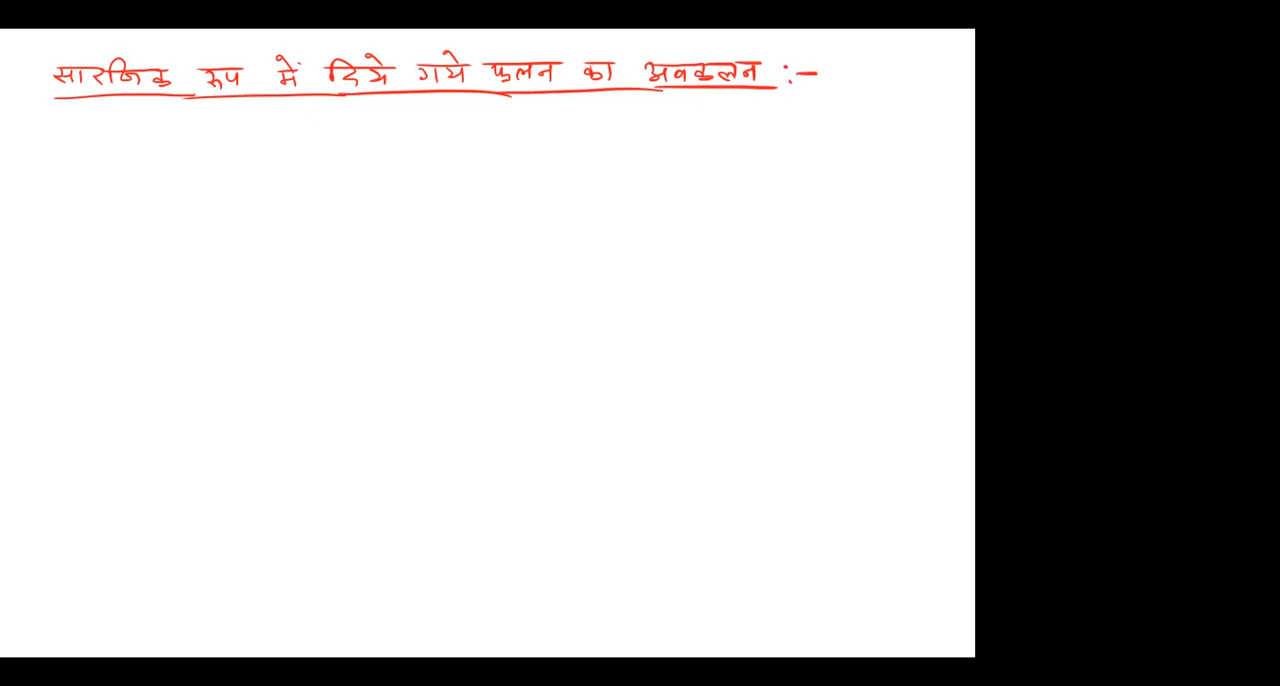 सारणिक रूप में दिये गये फलन का अवकलन :-